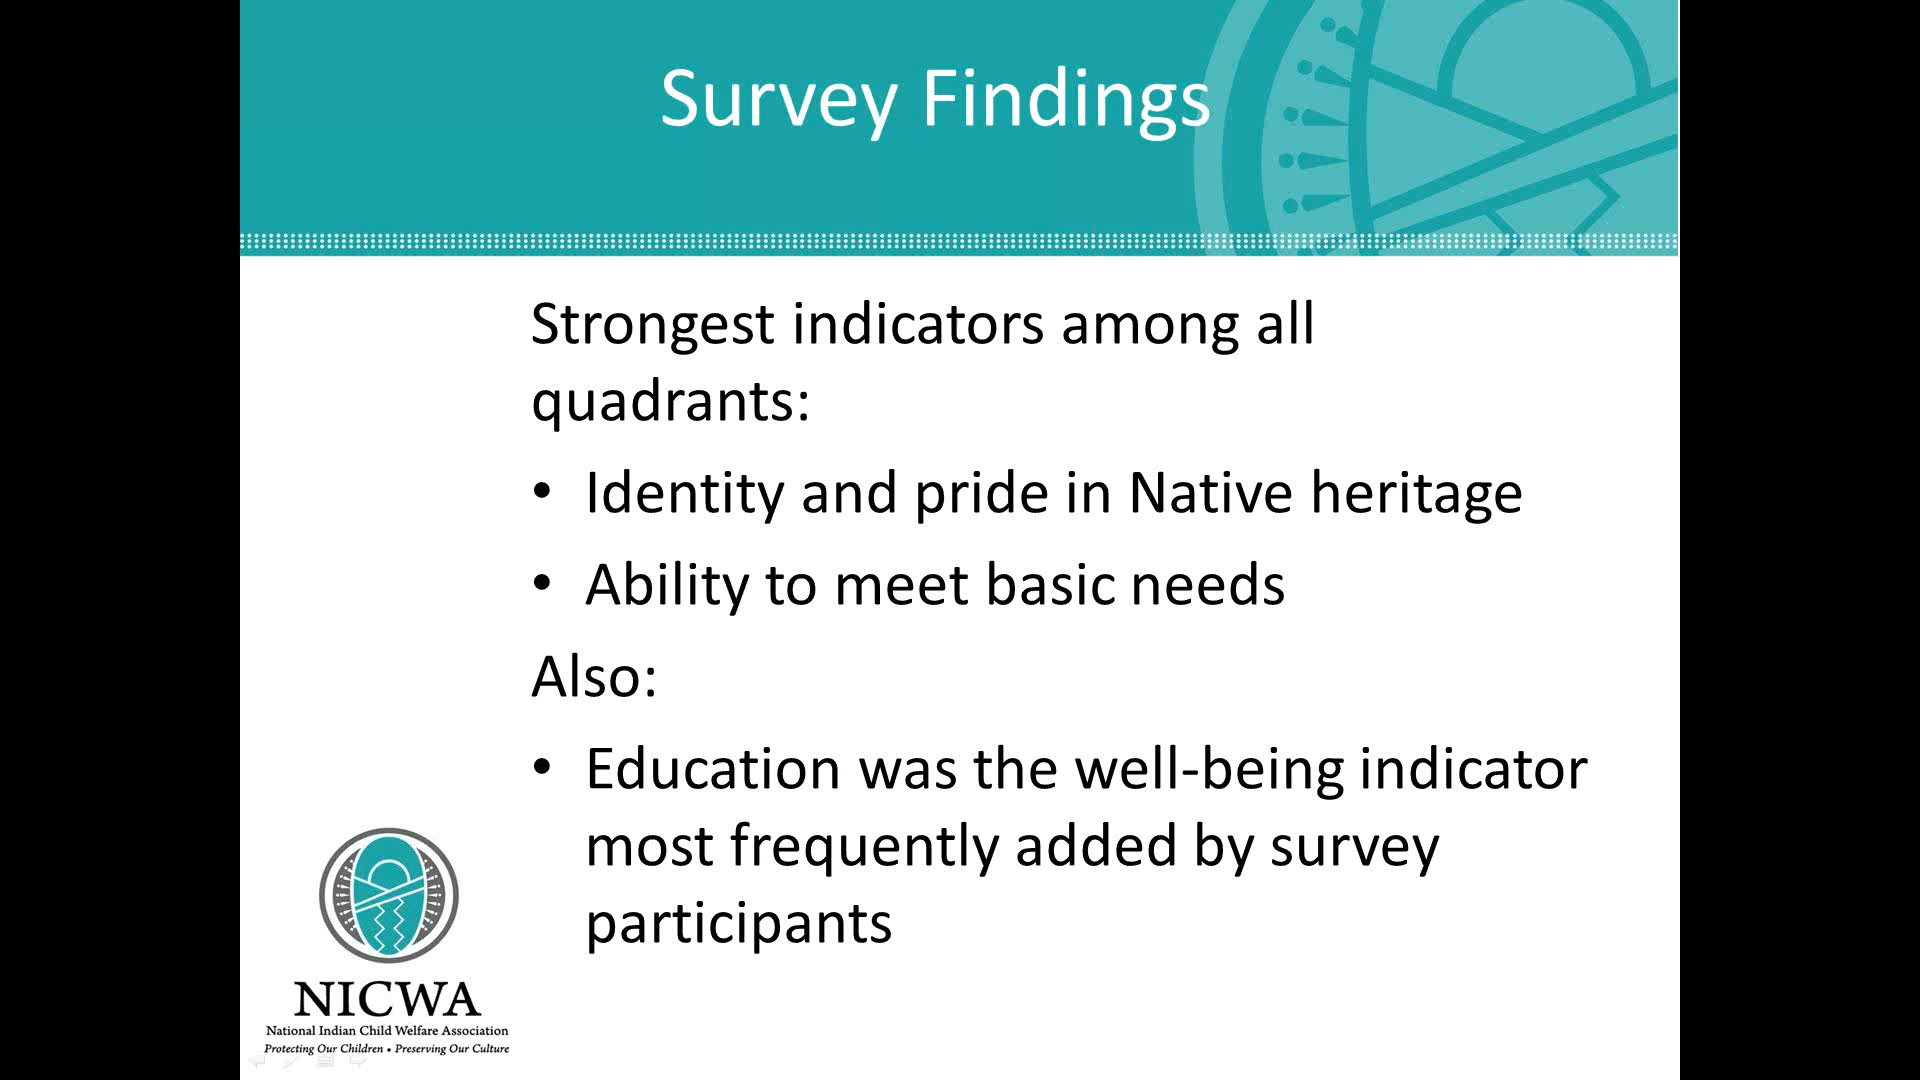 Survey Findings
Strongest indicators among all
quadrants:
• Identity and pride in Native heritage
• Ability to meet basic needs
Also:
• Education was the well-being indicator
most frequently added by survey
participants
NICWA
National Indian Child Welfare Association
Protecting Our Children • Preserving Our Culture